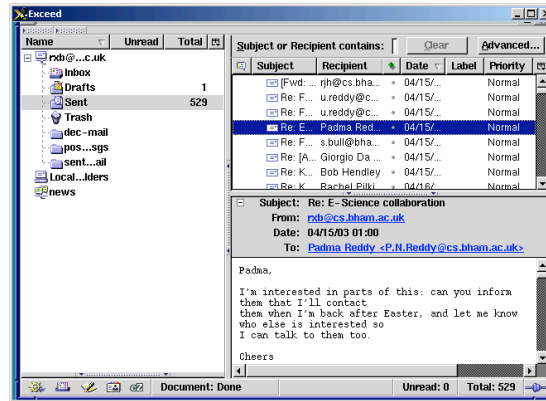 Exceed
Name Unread Total
rxb@...c.uk
Inbox
Drafts 1
Sent 529
Trash
dec-mail
pos...sgs
sent...ail
Local...lders
news
Subject or Recipient contains: Clear Advanced...
Subject Recipient Date Label Priority
[Fwd: ... rjh@cs.bha... 04/15/... Normal
Re: F... u.reddy@c... 04/15/... Normal
Re: F... u.reddy@c... 04/15/... Normal
Re: E... Padma Red... 04/15/... Normal
Re: F... s.bull@bha... 04/15/... Normal
Re: [A... Giorgio Da ... 04/15/... Normal
Re: K... Bob Hendley 04/15/... Normal
Re: K... Rachel Pilki... 04/16/... Normal
Subject: Re: E-Science collaboration
From: rxb@cs.bham.ac.uk
Date: 04/15/03 01:00
To: Padma Reddy <P.N.Reddy@cs.bham.ac.uk>
Padma,
I'm interested in parts of this: can you inform
them that I'll contact
them when I'm back after Easter, and let me know
who else is interested so
I can talk to them too.
Cheers
Document: Done Unread: 0 Total: 529